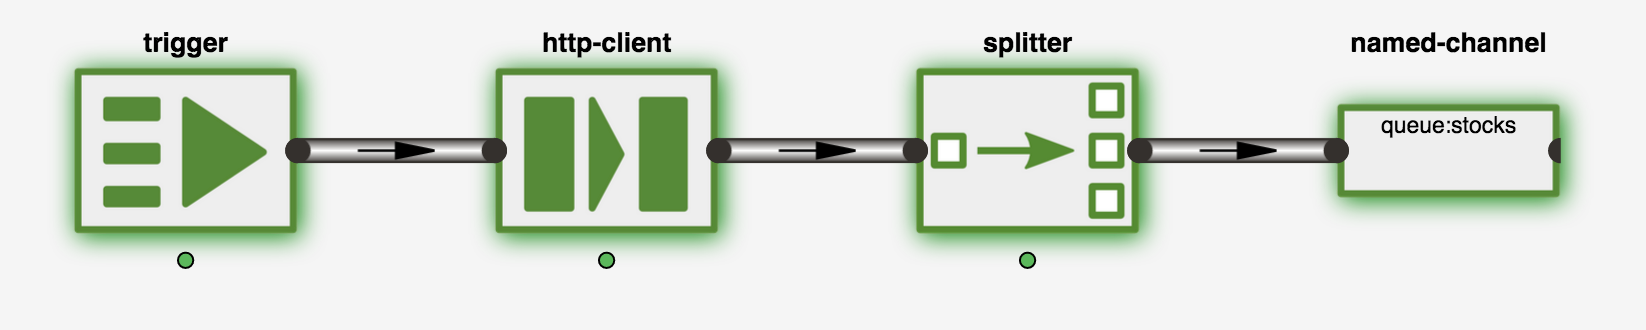 trigger
http-client
splitter
named-channel
queue:stocks